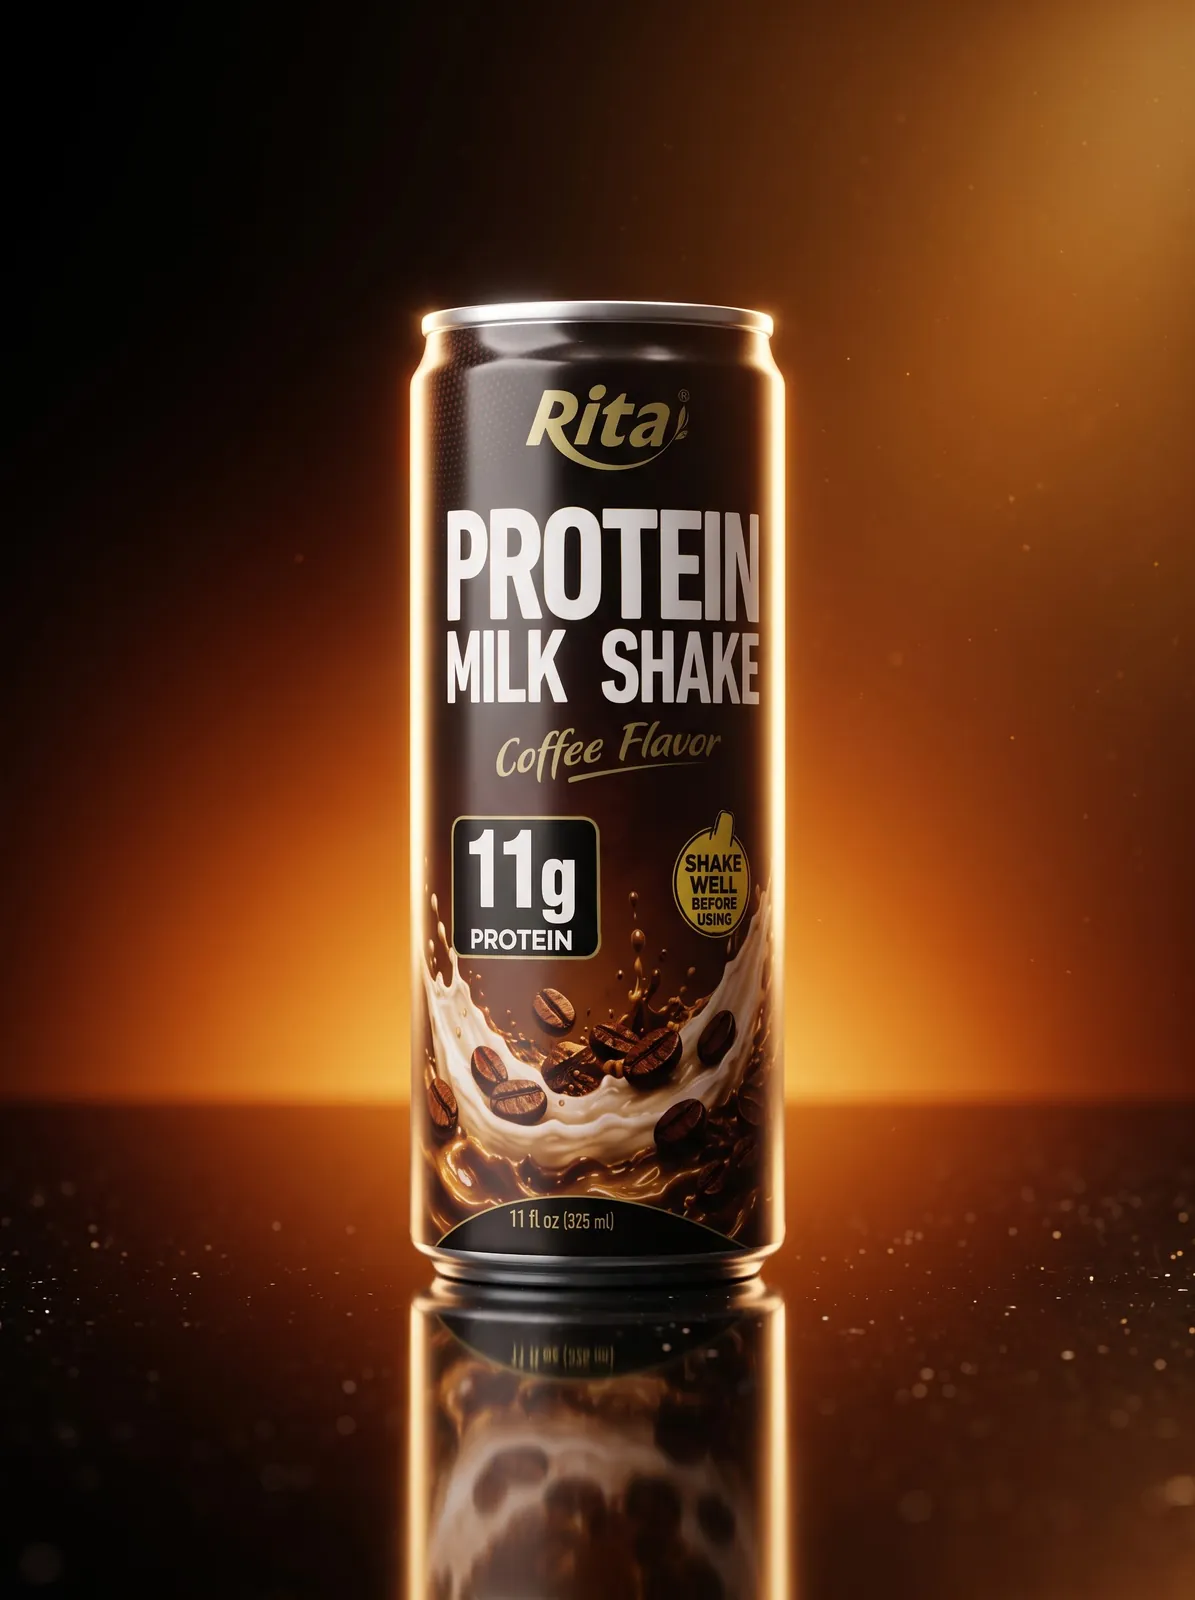 Rita®
PROTEIN
MILK SHAKE
Coffee Flavor
11g
PROTEIN
SHAKE
WELL
BEFORE
USING
11 fl oz (325 ml)